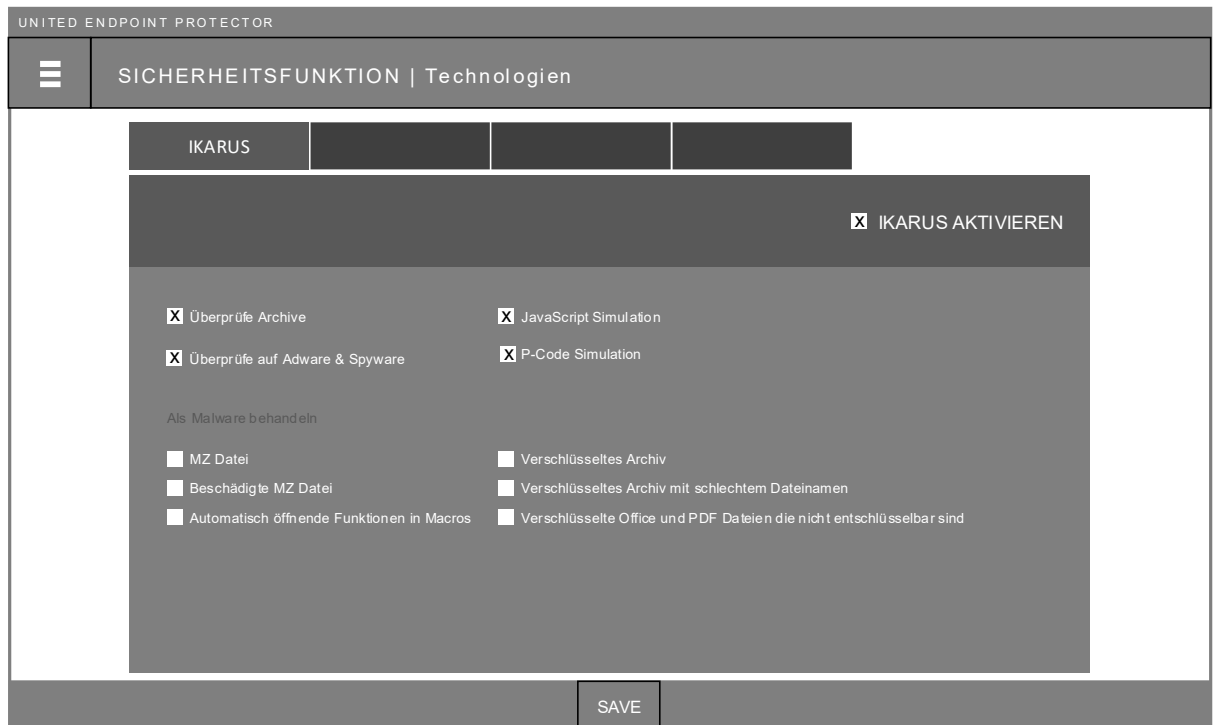 UNITED ENDPOINT PROTECTOR
SICHERHEITSFUNKTION | Technologien
IKARUS
X IKARUS AKTIVIEREN
X Überprüfe Archive
X JavaScript Simulation
X Überprüfe auf Adware & Spyware
X P-Code Simulation
Als Malware behandeln
MZ Datei
Verschlüsseltes Archiv
Beschädigte MZ Datei
Verschlüsseltes Archiv mit schlechtem Dateinamen
Automatisch öffnende Funktionen in Macros
Verschlüsselte Office und PDF Dateien die nicht entschlüsselbar sind
SAVE